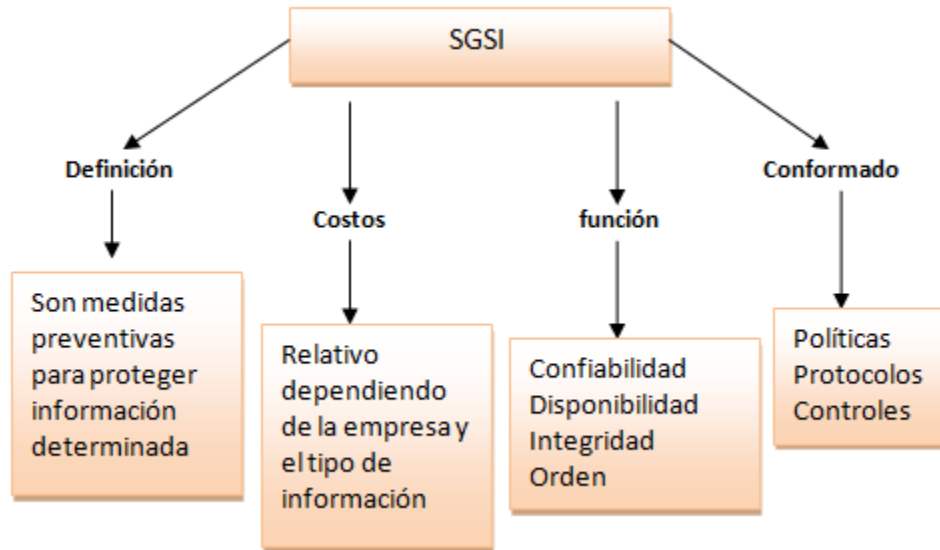 SGSI
Definición
Son medidas
preventivas
para proteger
información
determinada
Costos
Relativo
dependiendo
de la empresa y
el tipo de
información
función
Confiabilidad
Disponibilidad
Integridad
Orden
Conformado
Políticas
Protocolos
Controles